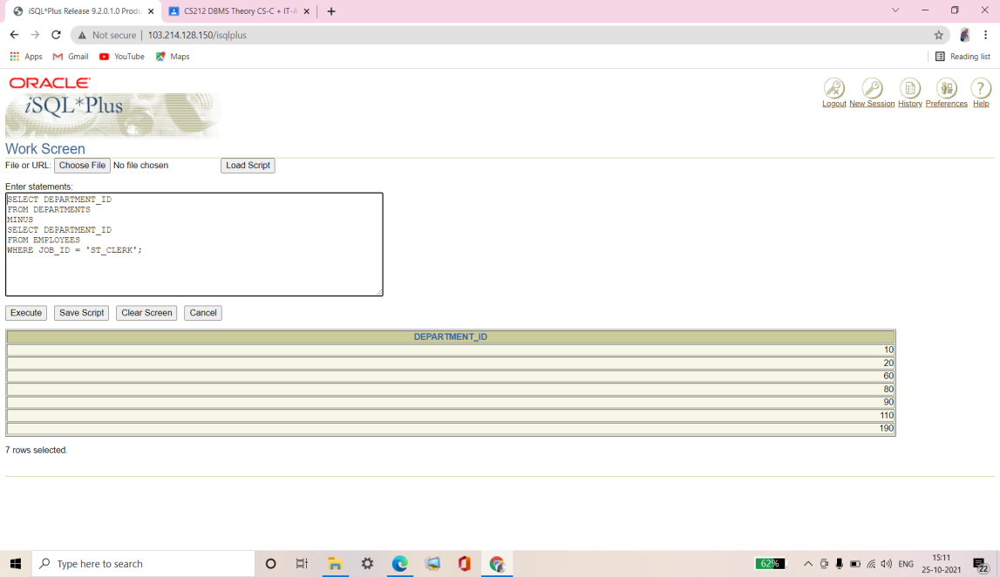 iSQL*Plus Release 9.2.0.1.0 Produ
CS212 DBMS Theory CS-C + IT-A
Not secure | 103.214.128.150/isqlplus
Apps Gmail YouTube Maps Reading list
ORACLE
iSQL*Plus
Logout New Session History Preferences Help
Work Screen
File or URL: Choose File No file chosen Load Script
Enter statements:
SELECT DEPARTMENT_ID
FROM DEPARTMENTS
MINUS
SELECT DEPARTMENT_ID
FROM EMPLOYEES
WHERE JOB_ID = 'ST_CLERK';
Execute Save Script Clear Screen Cancel
DEPARTMENT_ID
10
20
60
80
90
110
190
7 rows selected.
Type here to search
62%
ENG
15:11
25-10-2021
22